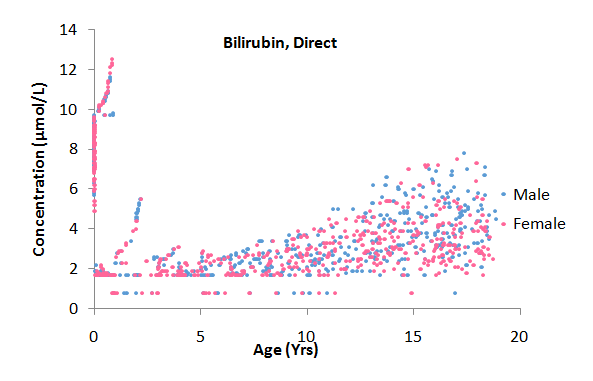 Bilirubin, Direct
Concentration (µmol/L)
14
12
10
8
6
4
2
0
0 5 10 15 20
Age (Yrs)
Male
Female